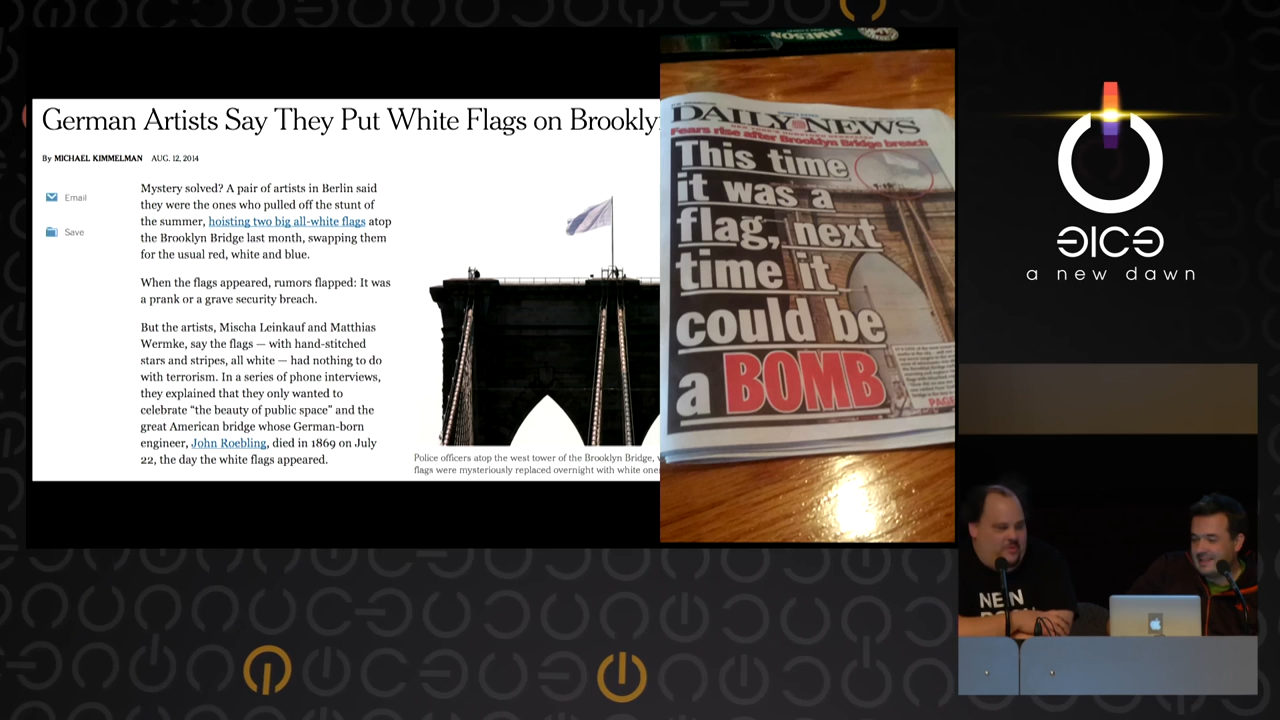 German Artists Say They Put White Flags on Brookly
By MICHAEL KIMMELMAN AUG. 12, 2014
Email
Save
Mystery solved? A pair of artists in Berlin said
they were the ones who pulled off the stunt of
the summer, hoisting two big all-white flags atop
the Brooklyn Bridge last month, swapping them
for the usual red, white and blue.
When the flags appeared, rumors flapped: It was
a prank or a grave security breach.
But the artists, Mischa Leinkauf and Matthias
Wermke, say the flags — with hand-stitched
stars and stripes, all white — had nothing to do
with terrorism. In a series of phone interviews,
they explained that they only wanted to
celebrate “the beauty of public space” and the
great American bridge whose German-born
engineer, John Roebling, died in 1869 on July
22, the day the white flags appeared.
Police officers atop the west tower of the Brooklyn Bridge, w
flags were mysteriously replaced overnight with white one
JAMESON
DAILY NEWS
Fears rise after Brooklyn Bridge breach
This time
it was a
flag, next
time it
could be
a BOMB
a new dawn
NEIN